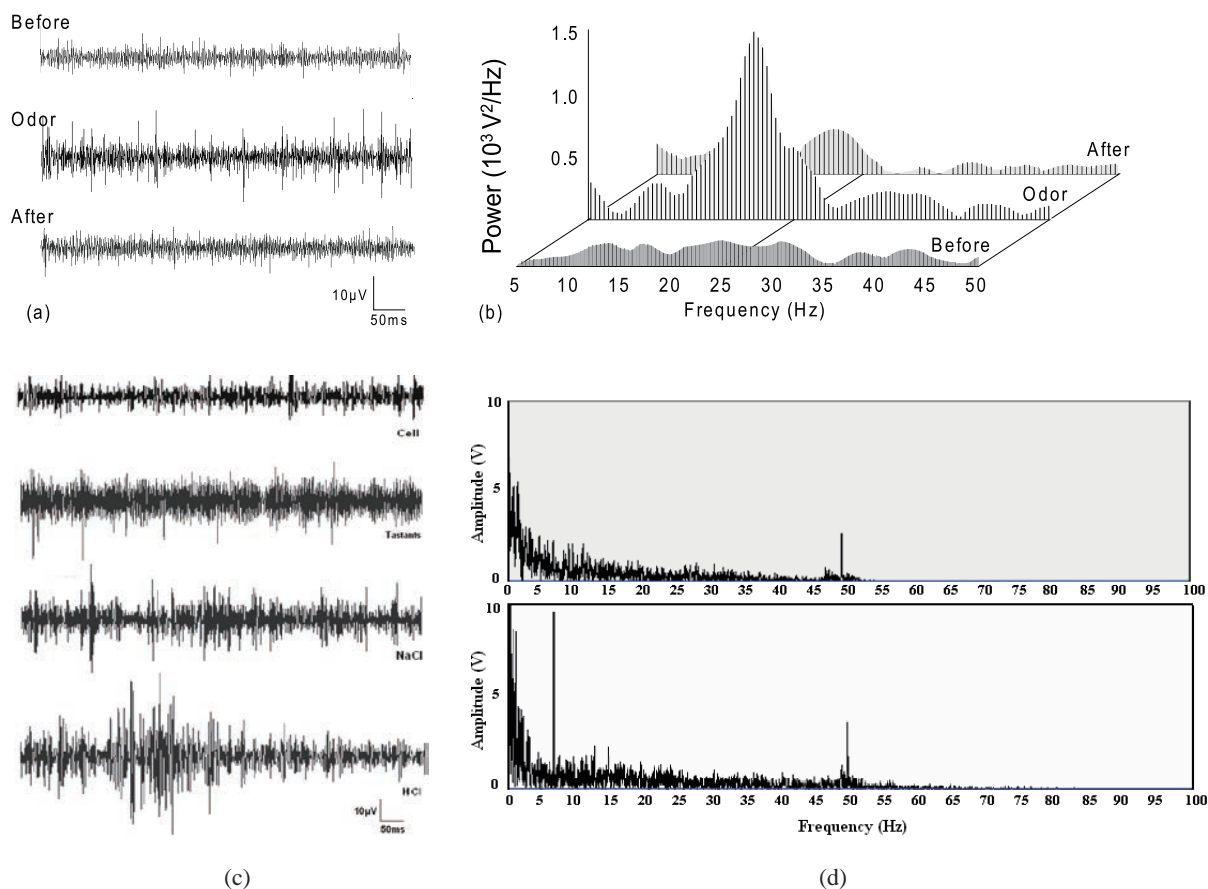 Before
Odor
After
10μV
50ms
(a)
1.5
1.0
0.5
Power (10³ V²/Hz)
After
Odor
Before
5 10 15 20 25 30 35 40 45 50
Frequency (Hz)
(b)
Cell
Tastants
NaCl
HCl
10μV
50ms
(c)
10
5
0
Amplitude (V)
0 5 10 15 20 25 30 35 40 45 50 55 60 65 70 75 80 85 90 95 100
10
5
0
Amplitude (V)
0 5 10 15 20 25 30 35 40 45 50 55 60 65 70 75 80 85 90 95 100
Frequency (Hz)
(d)